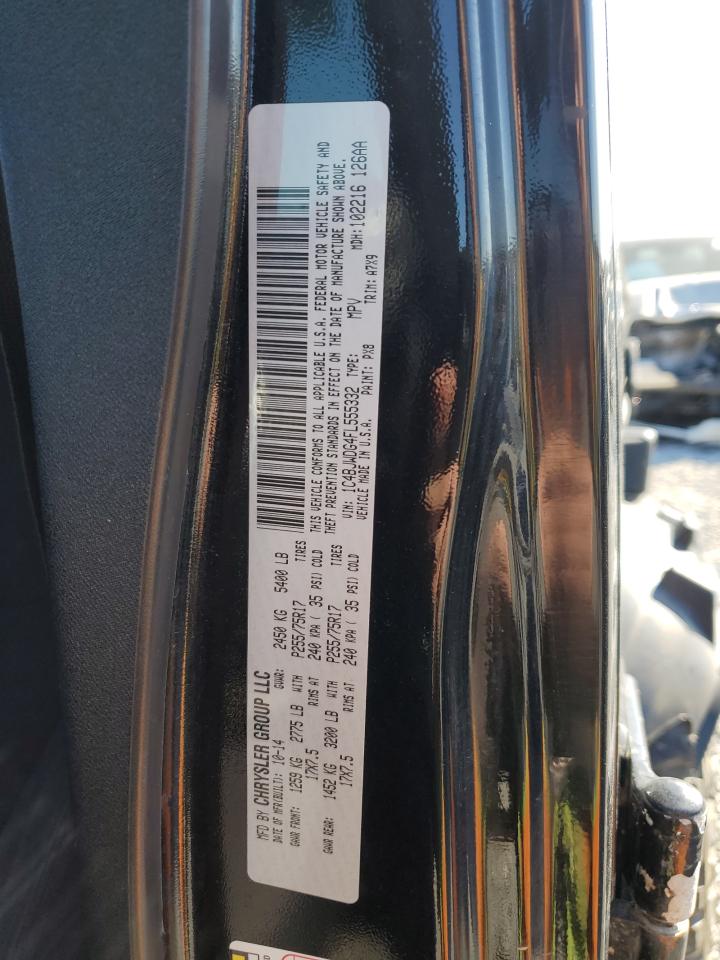 MFD BY CHRYSLER GROUP LLC
DATE OF MFR(BUILT): 10-14 GVWR: 2450 KG 5400 LB
GAWR FRONT: 1259 KG 2775 LB WITH P255/75R17 TIRES
17X7.5 RIMS AT 240 KPA ( 35 PSI) COLD
GAWR REAR: 1452 KG 3200 LB WITH P255/75R17 TIRES
17X7.5 RIMS AT 240 KPA ( 35 PSI) COLD
THIS VEHICLE CONFORMS TO ALL APPLICABLE U.S.A. FEDERAL MOTOR VEHICLE SAFETY AND
THEFT PREVENTION STANDARDS IN EFFECT ON THE DATE OF MANUFACTURE SHOWN ABOVE.
VIN: 1C4BJWDG4FL555332 TYPE: MPV MDH:102216 126AA
VEHICLE MADE IN U.S.A. PAINT: PX8 TRIM: A7X9